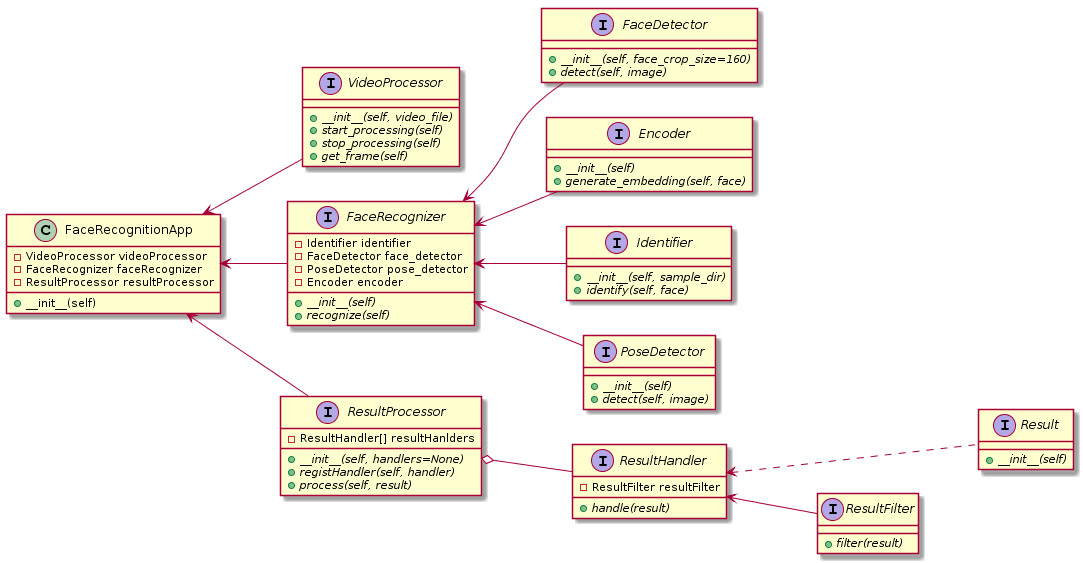 I FaceDetector
__init__(self, face_crop_size=160)
detect(self, image)
I VideoProcessor
__init__(self, video_file)
start_processing(self)
stop_processing(self)
get_frame(self)
I Encoder
__init__(self)
generate_embedding(self, face)
C FaceRecognitionApp
VideoProcessor videoProcessor
FaceRecognizer faceRecognizer
ResultProcessor resultProcessor
__init__(self)
I FaceRecognizer
Identifier identifier
FaceDetector face_detector
PoseDetector pose_detector
Encoder encoder
__init__(self)
recognize(self)
I Identifier
__init__(self, sample_dir)
identify(self, face)
I PoseDetector
__init__(self)
detect(self, image)
I ResultProcessor
ResultHandler[] resultHanlders
__init__(self, handlers=None)
registHandler(self, handler)
process(self, result)
I ResultHandler
ResultFilter resultFilter
handle(result)
I Result
__init__(self)
I ResultFilter
filter(result)